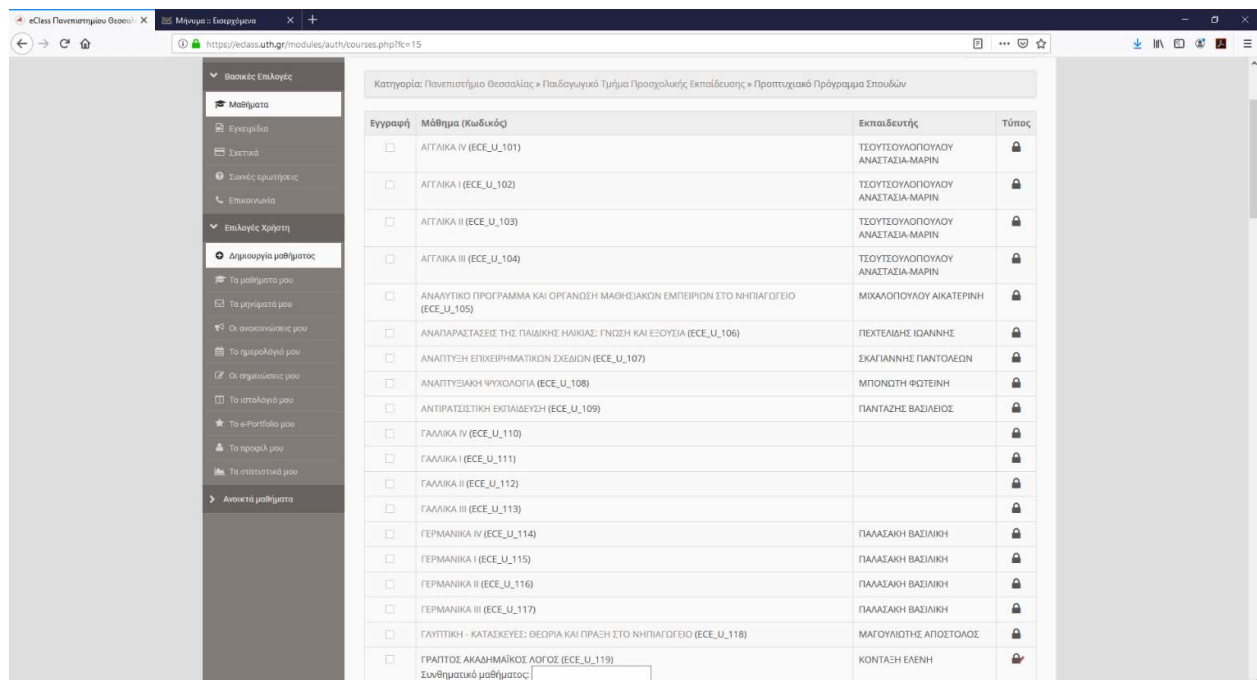 eClass Πανεπιστημίου Θεσσαλ
Μήνυμα :: Εισερχόμενα
https://eclass.uth.gr/modules/auth/courses.php?fc=15
Βασικές Επιλογές
Μαθήματα
Εγχειρίδια
Σχετικά
Συχνές ερωτήσεις
Επικοινωνία
Επιλογές Χρήστη
Δημιουργία μαθήματος
Τα μαθήματα μου
Τα μηνύματά μου
Οι ανακοινώσεις μου
Το ημερολόγιό μου
Οι σημειώσεις μου
Το ιστολόγιό μου
Το e-Portfolio μου
Το προφίλ μου
Τα στατιστικά μου
Ανοικτά μαθήματα
Κατηγορία: Πανεπιστήμιο Θεσσαλίας » Παιδαγωγικό Τμήμα Προσχολικής Εκπαίδευσης » Προπτυχιακό Πρόγραμμα Σπουδών
Εγγραφή Μάθημα (Κωδικός) Εκπαιδευτής Τύπος
ΑΓΓΛΙΚΑ IV (ECE_U_101) ΤΣΟΥΤΣΟΥΛΟΠΟΥΛΟΥ
ΑΝΑΣΤΑΣΙΑ-ΜΑΡΙΝ
ΑΓΓΛΙΚΑ I (ECE_U_102) ΤΣΟΥΤΣΟΥΛΟΠΟΥΛΟΥ
ΑΝΑΣΤΑΣΙΑ-ΜΑΡΙΝ
ΑΓΓΛΙΚΑ II (ECE_U_103) ΤΣΟΥΤΣΟΥΛΟΠΟΥΛΟΥ
ΑΝΑΣΤΑΣΙΑ-ΜΑΡΙΝ
ΑΓΓΛΙΚΑ III (ECE_U_104) ΤΣΟΥΤΣΟΥΛΟΠΟΥΛΟΥ
ΑΝΑΣΤΑΣΙΑ-ΜΑΡΙΝ
ΑΝΑΛΥΤΙΚΟ ΠΡΟΓΡΑΜΜΑ ΚΑΙ ΟΡΓΑΝΩΣΗ ΜΑΘΗΣΙΑΚΩΝ ΕΜΠΕΙΡΙΩΝ ΣΤΟ ΝΗΠΙΑΓΩΓΕΙΟ ΜΙΧΑΛΟΠΟΥΛΟΥ ΑΙΚΑΤΕΡΙΝΗ
(ECE_U_105)
ΑΝΑΠΑΡΑΣΤΑΣΕΙΣ ΤΗΣ ΠΑΙΔΙΚΗΣ ΗΛΙΚΙΑΣ: ΓΝΩΣΗ ΚΑΙ ΕΞΟΥΣΙΑ (ECE_U_106) ΠΕΧΤΕΛΙΔΗΣ ΙΩΑΝΝΗΣ
ΑΝΑΠΤΥΞΗ ΕΠΙΧΕΙΡΗΜΑΤΙΚΩΝ ΣΧΕΔΙΩΝ (ECE_U_107) ΣΚΑΓΙΑΝΝΗΣ ΠΑΝΤΟΛΕΩΝ
ΑΝΑΠΤΥΞΙΑΚΗ ΨΥΧΟΛΟΓΙΑ (ECE_U_108) ΜΠΟΝΩΤΗ ΦΩΤΕΙΝΗ
ΑΝΤΙΡΑΤΣΙΣΤΙΚΗ ΕΚΠΑΙΔΕΥΣΗ (ECE_U_109) ΠΑΝΤΑΖΗΣ ΒΑΣΙΛΕΙΟΣ
ΓΑΛΛΙΚΑ IV (ECE_U_110)
ΓΑΛΛΙΚΑ I (ECE_U_111)
ΓΑΛΛΙΚΑ II (ECE_U_112)
ΓΑΛΛΙΚΑ III (ECE_U_113)
ΓΕΡΜΑΝΙΚΑ IV (ECE_U_114) ΠΑΛΑΣΑΚΗ ΒΑΣΙΛΙΚΗ
ΓΕΡΜΑΝΙΚΑ I (ECE_U_115) ΠΑΛΑΣΑΚΗ ΒΑΣΙΛΙΚΗ
ΓΕΡΜΑΝΙΚΑ II (ECE_U_116) ΠΑΛΑΣΑΚΗ ΒΑΣΙΛΙΚΗ
ΓΕΡΜΑΝΙΚΑ III (ECE_U_117) ΠΑΛΑΣΑΚΗ ΒΑΣΙΛΙΚΗ
ΓΛΥΠΤΙΚΗ - ΚΑΤΑΣΚΕΥΕΣ: ΘΕΩΡΙΑ ΚΑΙ ΠΡΑΞΗ ΣΤΟ ΝΗΠΙΑΓΩΓΕΙΟ (ECE_U_118) ΜΑΓΟΥΛΙΩΤΗΣ ΑΠΟΣΤΟΛΟΣ
ΓΡΑΠΤΟΣ ΑΚΑΔΗΜΑΪΚΟΣ ΛΟΓΟΣ (ECE_U_119) ΚΟΝΤΑΞΗ ΕΛΕΝΗ
Συνθηματικό μαθήματος: